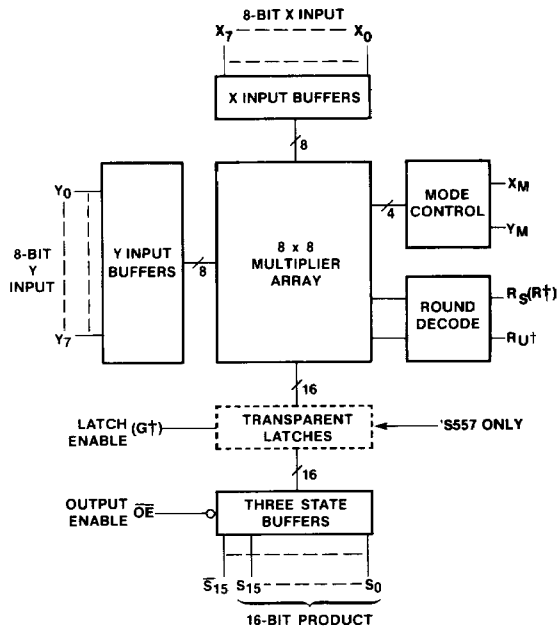 8-BIT X INPUT
X7 X0
X INPUT BUFFERS
8
Y0
8-BIT Y INPUT
Y7
Y INPUT BUFFERS
8
8 x 8 MULTIPLIER ARRAY
4
MODE CONTROL
XM
YM
ROUND DECODE
RS(R†)
RU†
16
LATCH ENABLE (G†)
TRANSPARENT LATCHES
'S557 ONLY
16
OUTPUT ENABLE O̅E̅
THREE STATE BUFFERS
S̅15 S15 S0
16-BIT PRODUCT